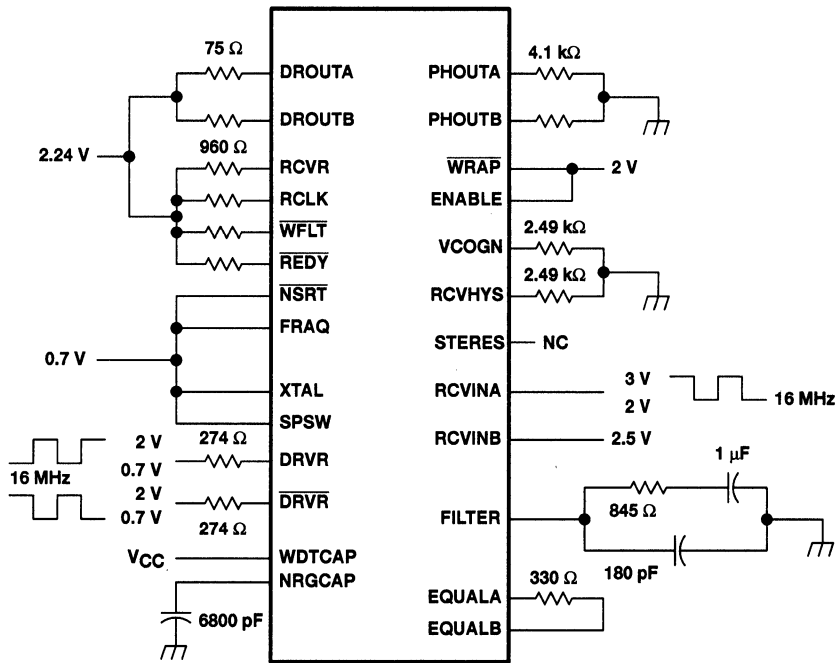 75 Ω
DROUTA
DROUTB
2.24 V
960 Ω
RCVR
RCLK
WFLT
REDY
NSRT
FRAQ
0.7 V
XTAL
SPSW
2 V
274 Ω
DRVR
0.7 V
16 MHz
2 V
DRVR
0.7 V
274 Ω
VCC
WDTCAP
NRGCAP
6800 pF
4.1 kΩ
PHOUTA
PHOUTB
WRAP
2 V
ENABLE
2.49 kΩ
VCOGN
2.49 kΩ
RCVHYS
STERES
NC
RCVINA
3 V
16 MHz
2 V
RCVINB
2.5 V
1 μF
845 Ω
FILTER
180 pF
330 Ω
EQUALA
EQUALB